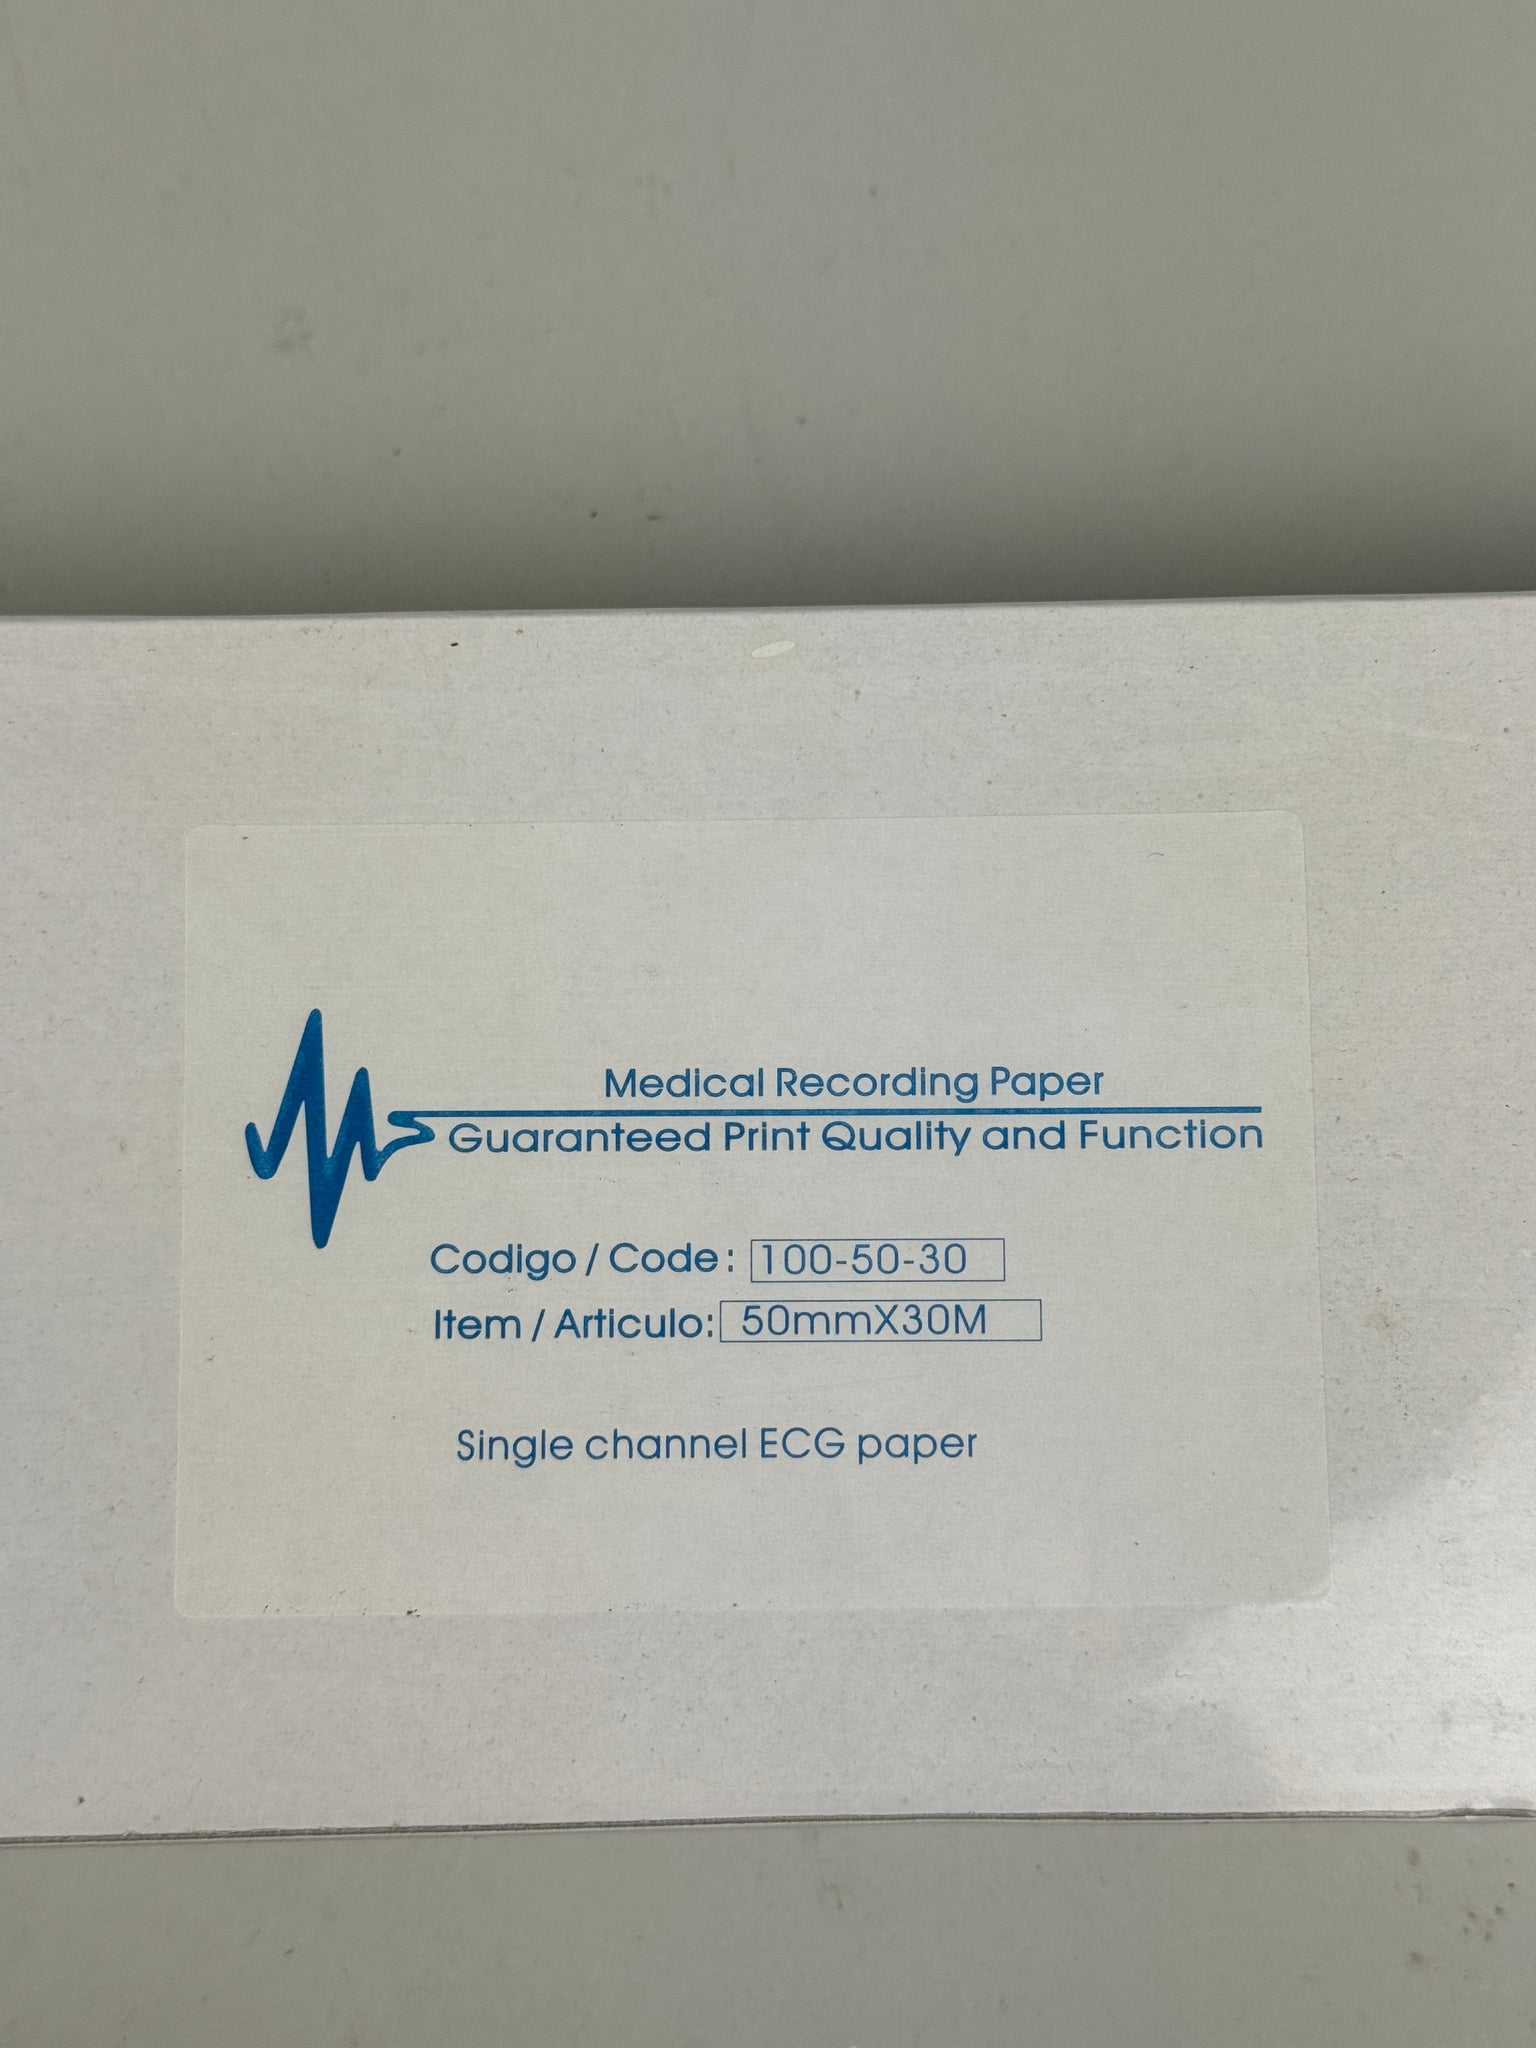 Medical Recording Paper
Guaranteed Print Quality and Function
Codigo / Code: 100-50-30
Item / Articulo: 50mmX30M
Single channel ECG paper